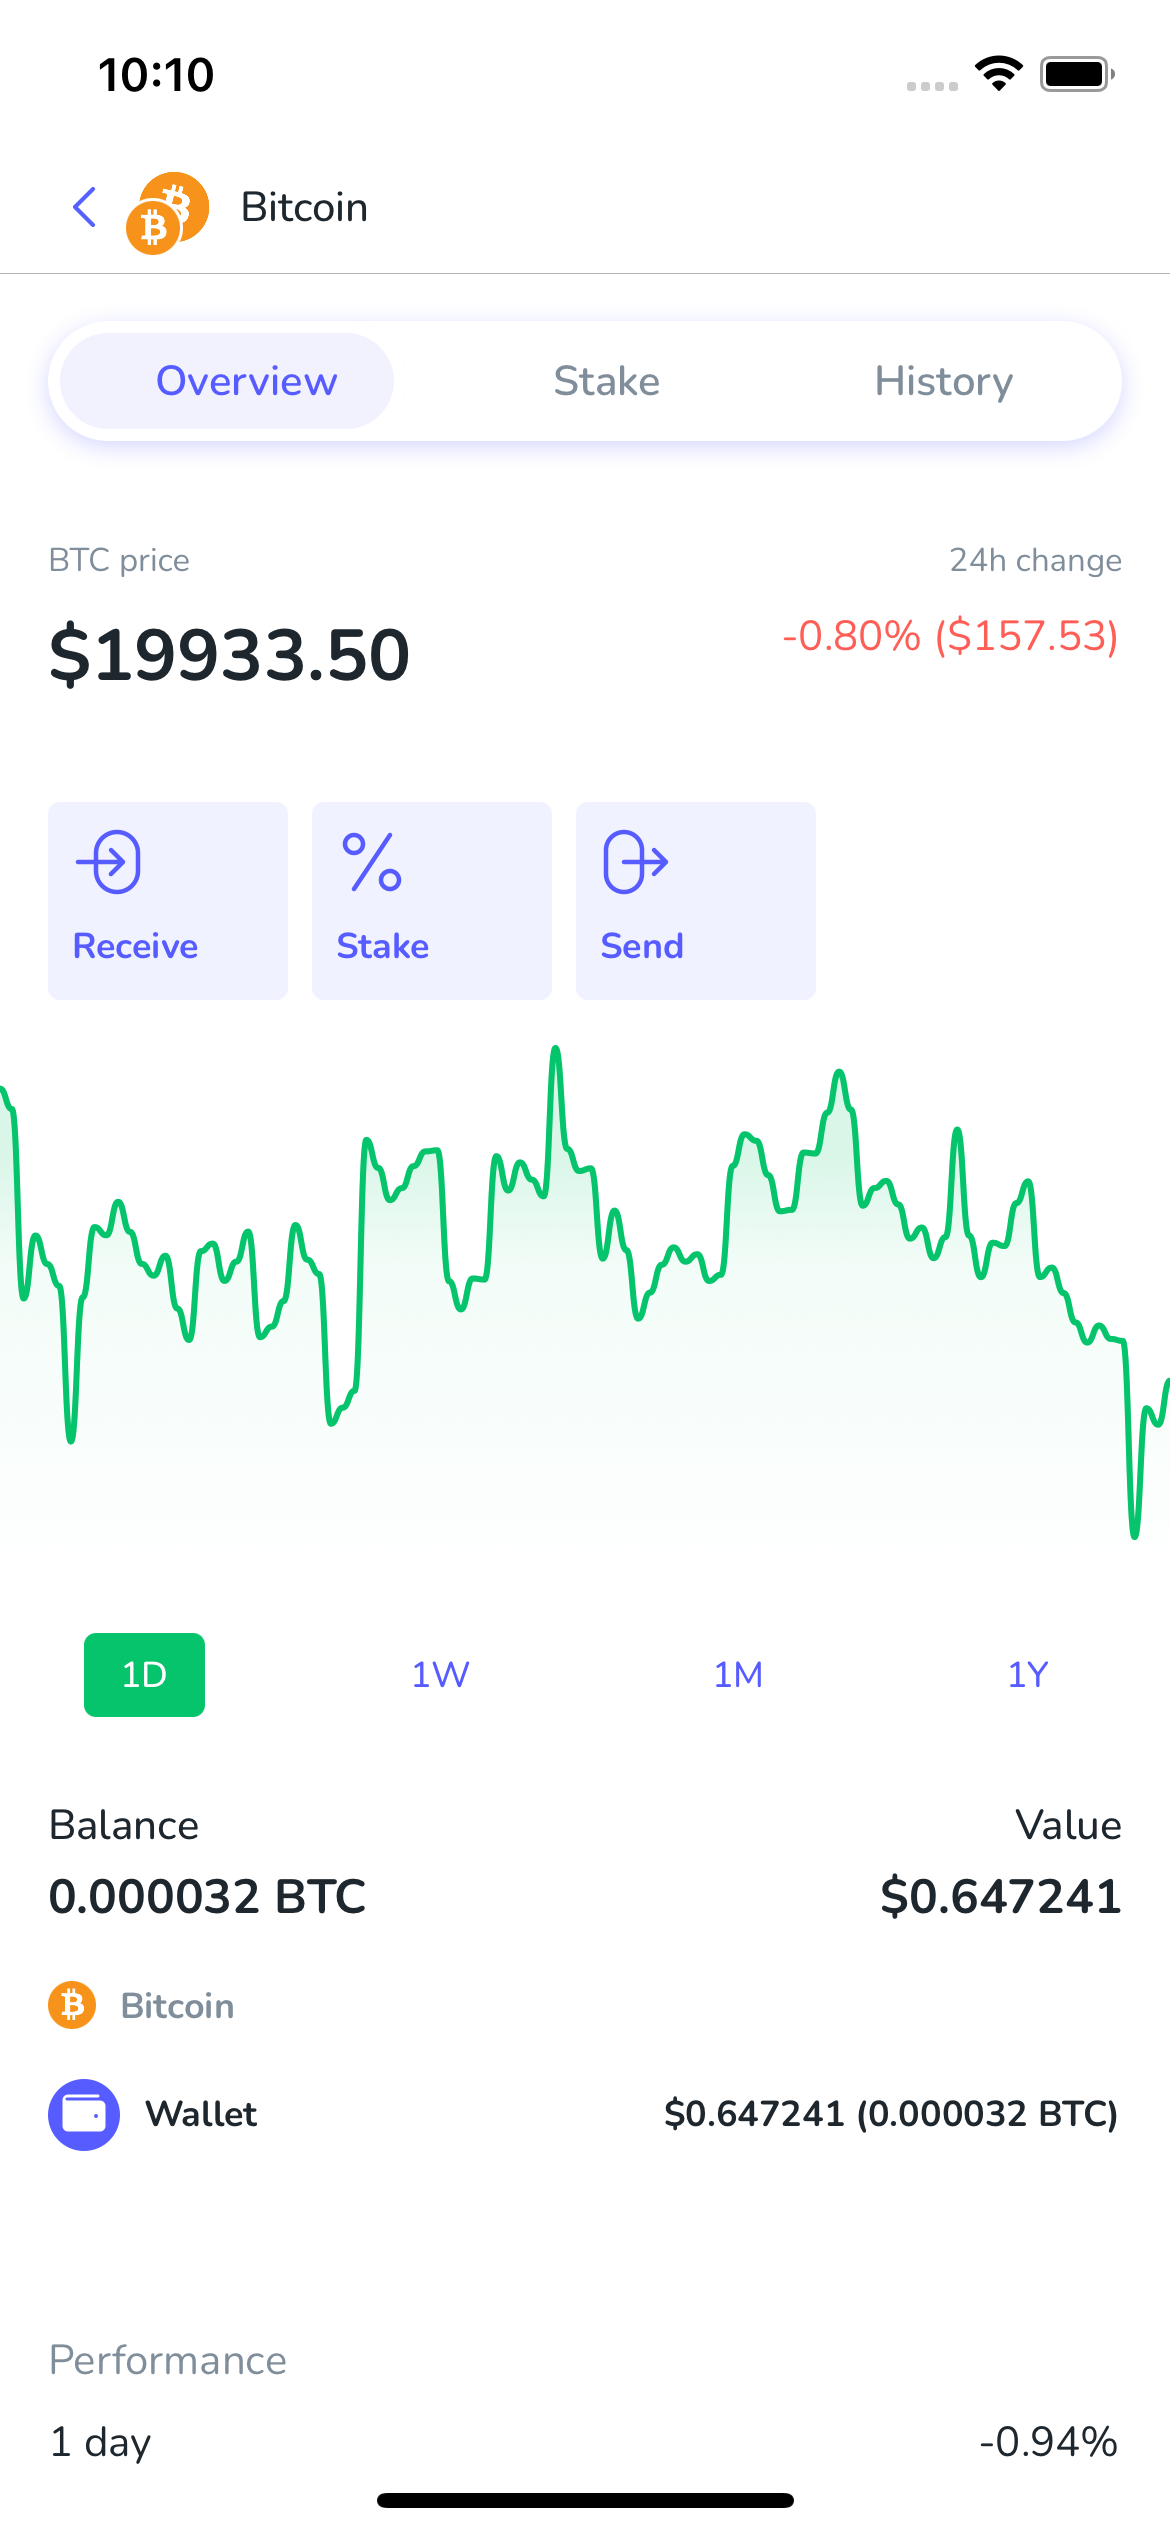 10:10
Bitcoin
Overview Stake History
BTC price 24h change
$19933.50 -0.80% ($157.53)
Receive Stake Send
1D 1W 1M 1Y
Balance Value
0.000032 BTC $0.647241
Bitcoin
Wallet $0.647241 (0.000032 BTC)
Performance
1 day -0.94%